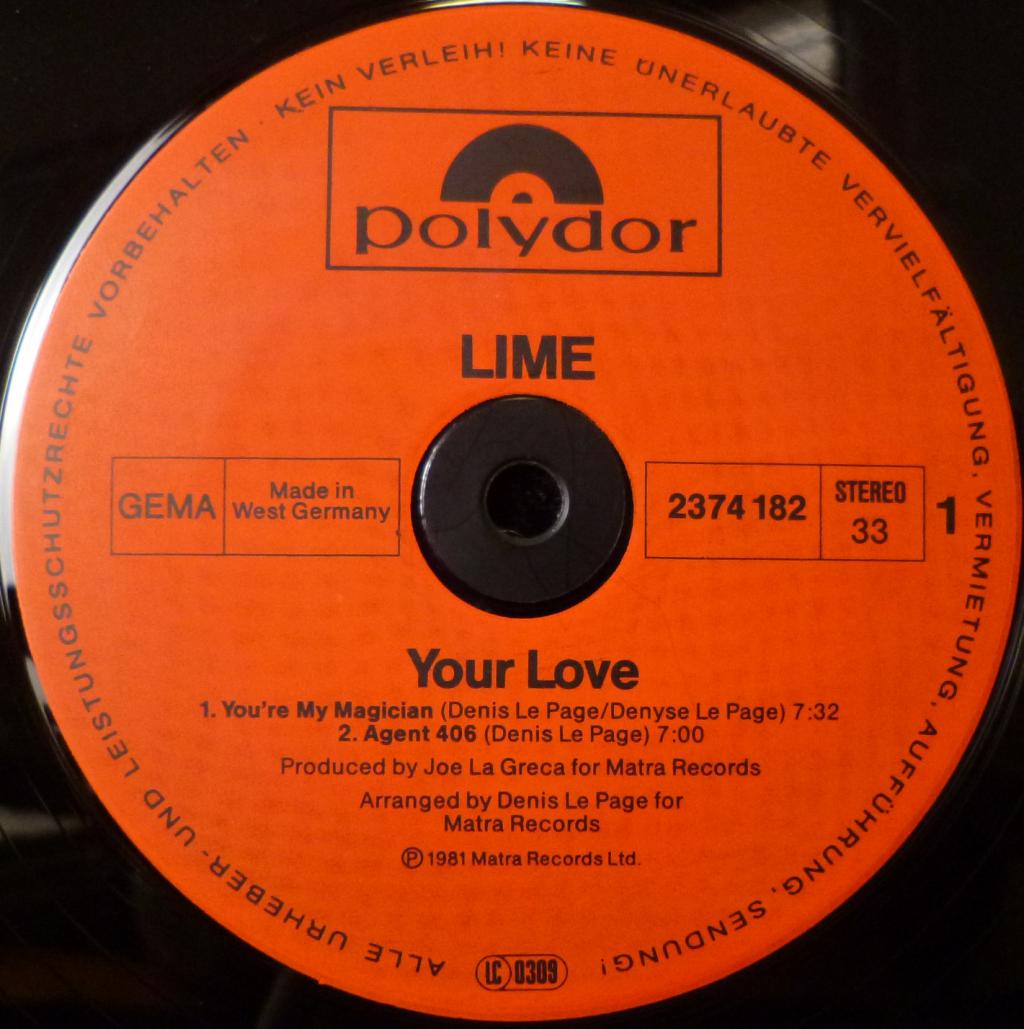 ALLE URHEBER- UND LEISTUNGSSCHUTZRECHTE VORBEHALTEN · KEIN VERLEIH! KEINE UNERLAUBTE VERVIELFÄLTIGUNG, VERMIETUNG, AUFFÜHRUNG, SENDUNG!
polydor
LIME
GEMA
Made in
West Germany
2374 182
STEREO
33
1
Your Love
1. You're My Magician (Denis Le Page/Denyse Le Page) 7:32
2. Agent 406 (Denis Le Page) 7:00
Produced by Joe La Greca for Matra Records
Arranged by Denis Le Page for
Matra Records
℗ 1981 Matra Records Ltd.
LC 0309